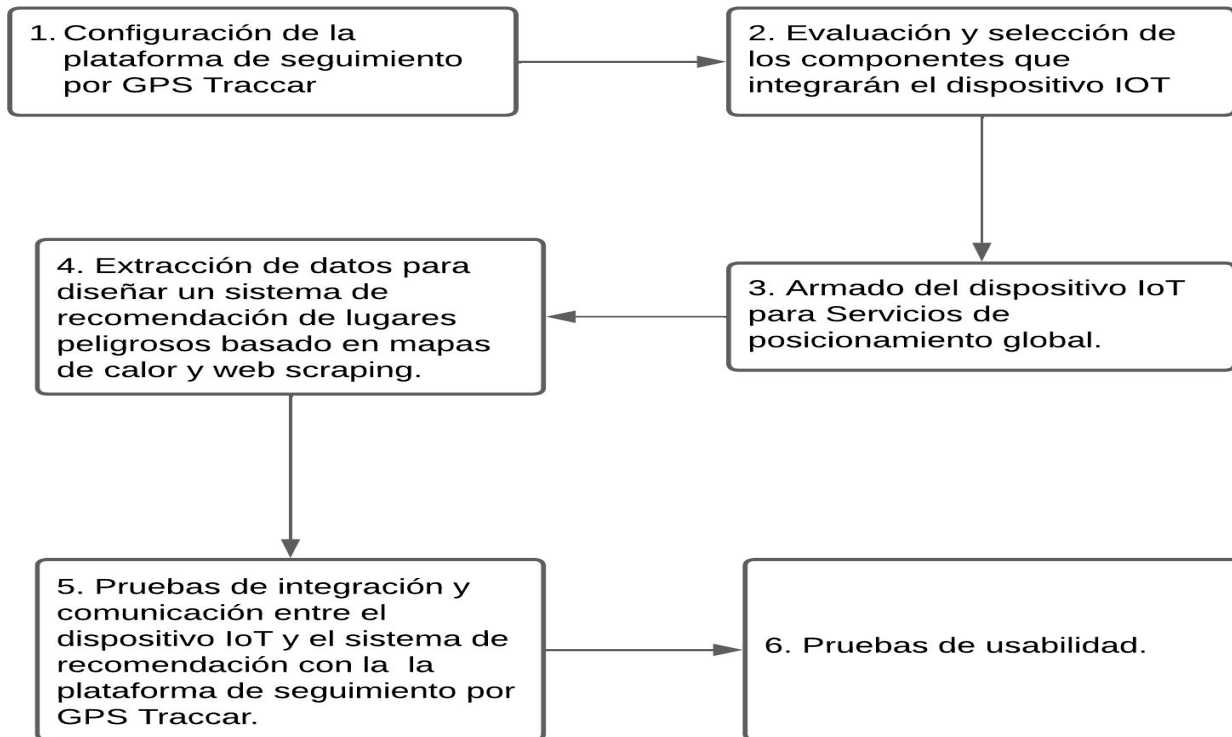 1. Configuración de la
plataforma de seguimiento
por GPS Traccar
2. Evaluación y selección de
los componentes que
integrarán el dispositivo IOT
3. Armado del dispositivo IoT
para Servicios de
posicionamiento global.
4. Extracción de datos para
diseñar un sistema de
recomendación de lugares
peligrosos basado en mapas
de calor y web scraping.
5. Pruebas de integración y
comunicación entre el
dispositivo IoT y el sistema de
recomendación con la  la
plataforma de seguimiento por
GPS Traccar.
6. Pruebas de usabilidad.